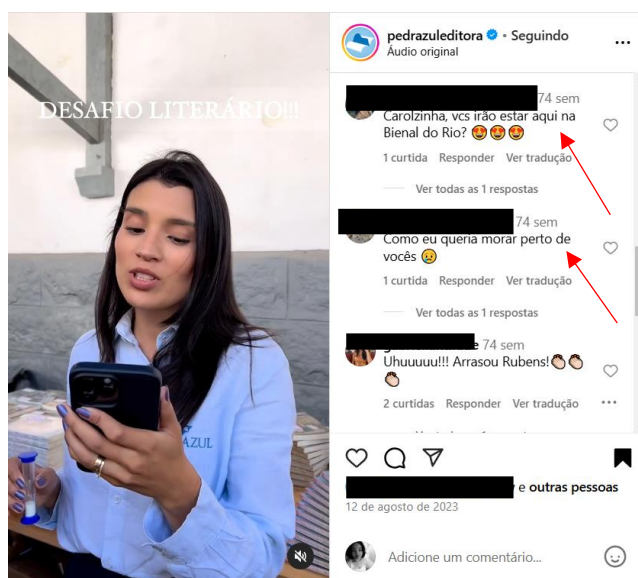 DESAFIO LITERÁRIO!!!
AZUL
pedrazuleditora • Seguindo
Áudio original
74 sem
Carolzinha, vcs irão estar aqui na
Bienal do Rio? 😍😍😍
1 curtida Responder Ver tradução
Ver todas as 1 respostas
74 sem
Como eu queria morar perto de
vocês 😢
1 curtida Responder Ver tradução
Ver todas as 1 respostas
74 sem
Uhuuuuu!!! Arrasou Rubens!👏🏻👏🏻
👏🏻
2 curtidas Responder Ver tradução
e outras pessoas
12 de agosto de 2023
Adicione um comentário...